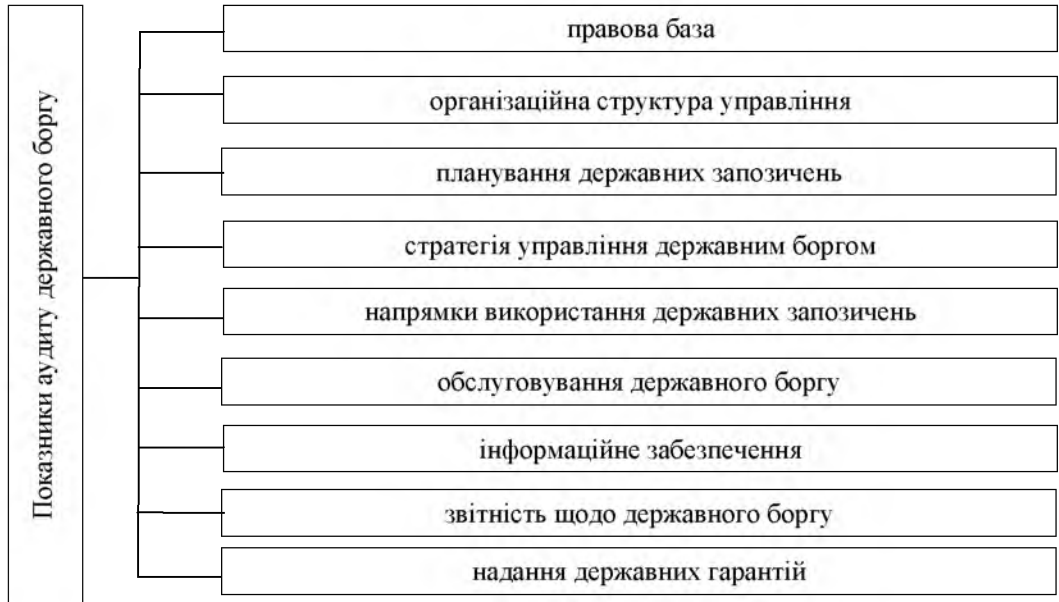 Показники аудиту державного боргу
правова база
організаційна структура управління
планування державних запозичень
стратегія управління державним боргом
напрямки використання державних запозичень
обслуговування державного боргу
інформаційне забезпечення
звітність щодо державного боргу
надання державних гарантій